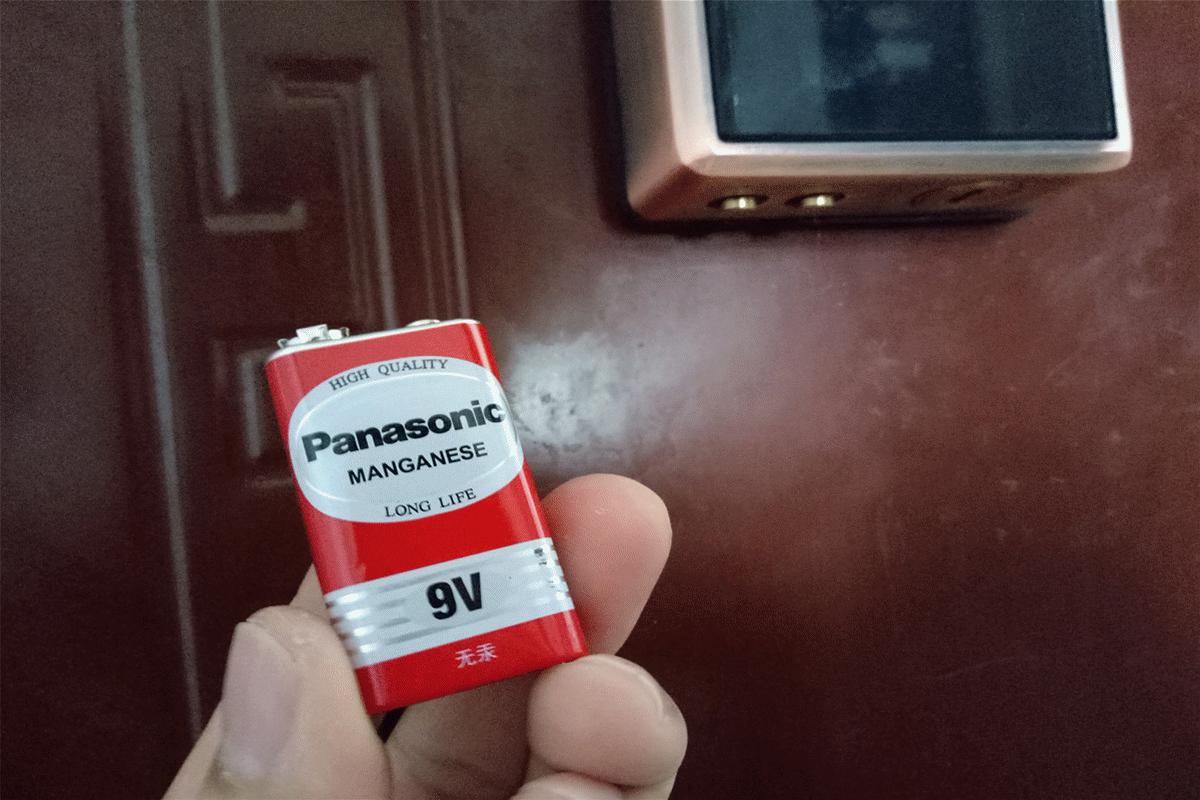 HIGH QUALITY
Panasonic
MANGANESE
LONG LIFE
9V
无汞